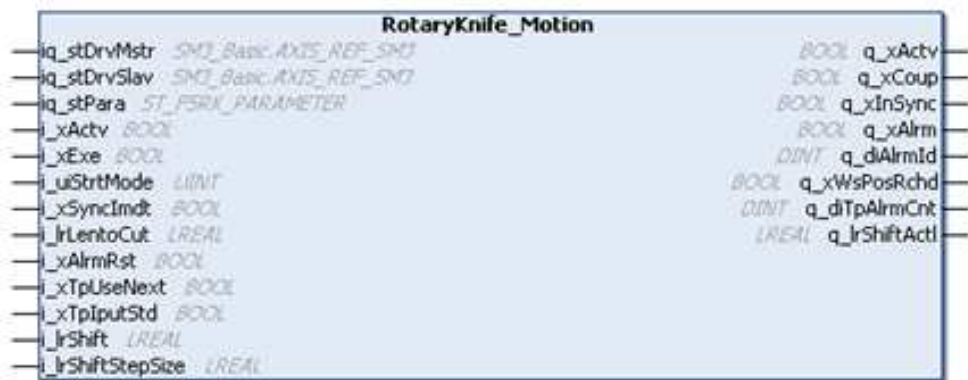 RotaryKnife_Motion
iq_stDrvMstr SM3_Basic.AXIS_REF_SM3 BOOL q_xActv
iq_stDrvSlav SM3_Basic.AXIS_REF_SM3 BOOL q_xCoup
iq_stPara ST_FSRK_PARAMETER BOOL q_xInSync
i_xActv BOOL BOOL q_xAlrm
i_xExe BOOL DINT q_diAlrmId
i_uiStrtMode UINT BOOL q_xWsPosRchd
i_xSyncImdt BOOL DINT q_diTpAlrmCnt
i_lrLentoCut LREAL LREAL q_lrShiftActl
i_xAlrmRst BOOL
i_xTpUseNext BOOL
i_xTpIputStd BOOL
i_lrShift LREAL
i_lrShiftStepSize LREAL